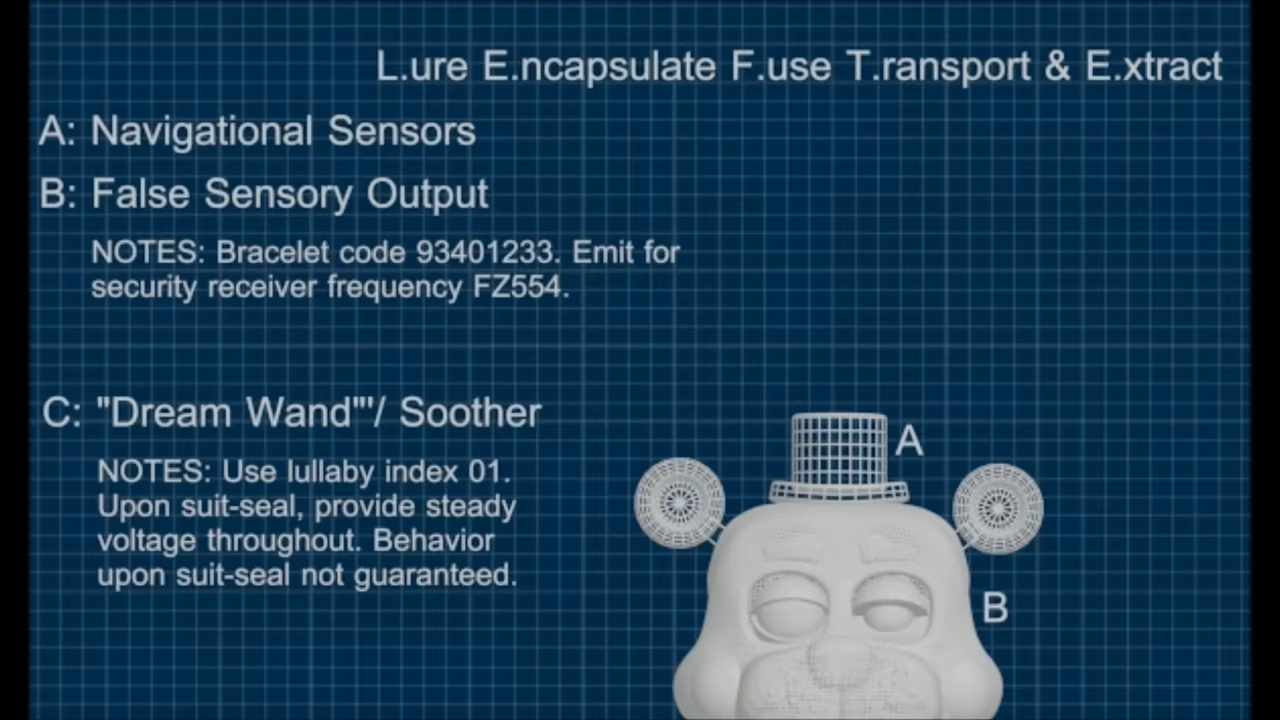 L.ure E.ncapsulate F.use T.ransport & E.xtract
A: Navigational Sensors
B: False Sensory Output
NOTES: Bracelet code 93401233. Emit for
security receiver frequency FZ554.
C: "Dream Wand"'/ Soother
NOTES: Use lullaby index 01.
Upon suit-seal, provide steady
voltage throughout. Behavior
upon suit-seal not guaranteed.
A
B